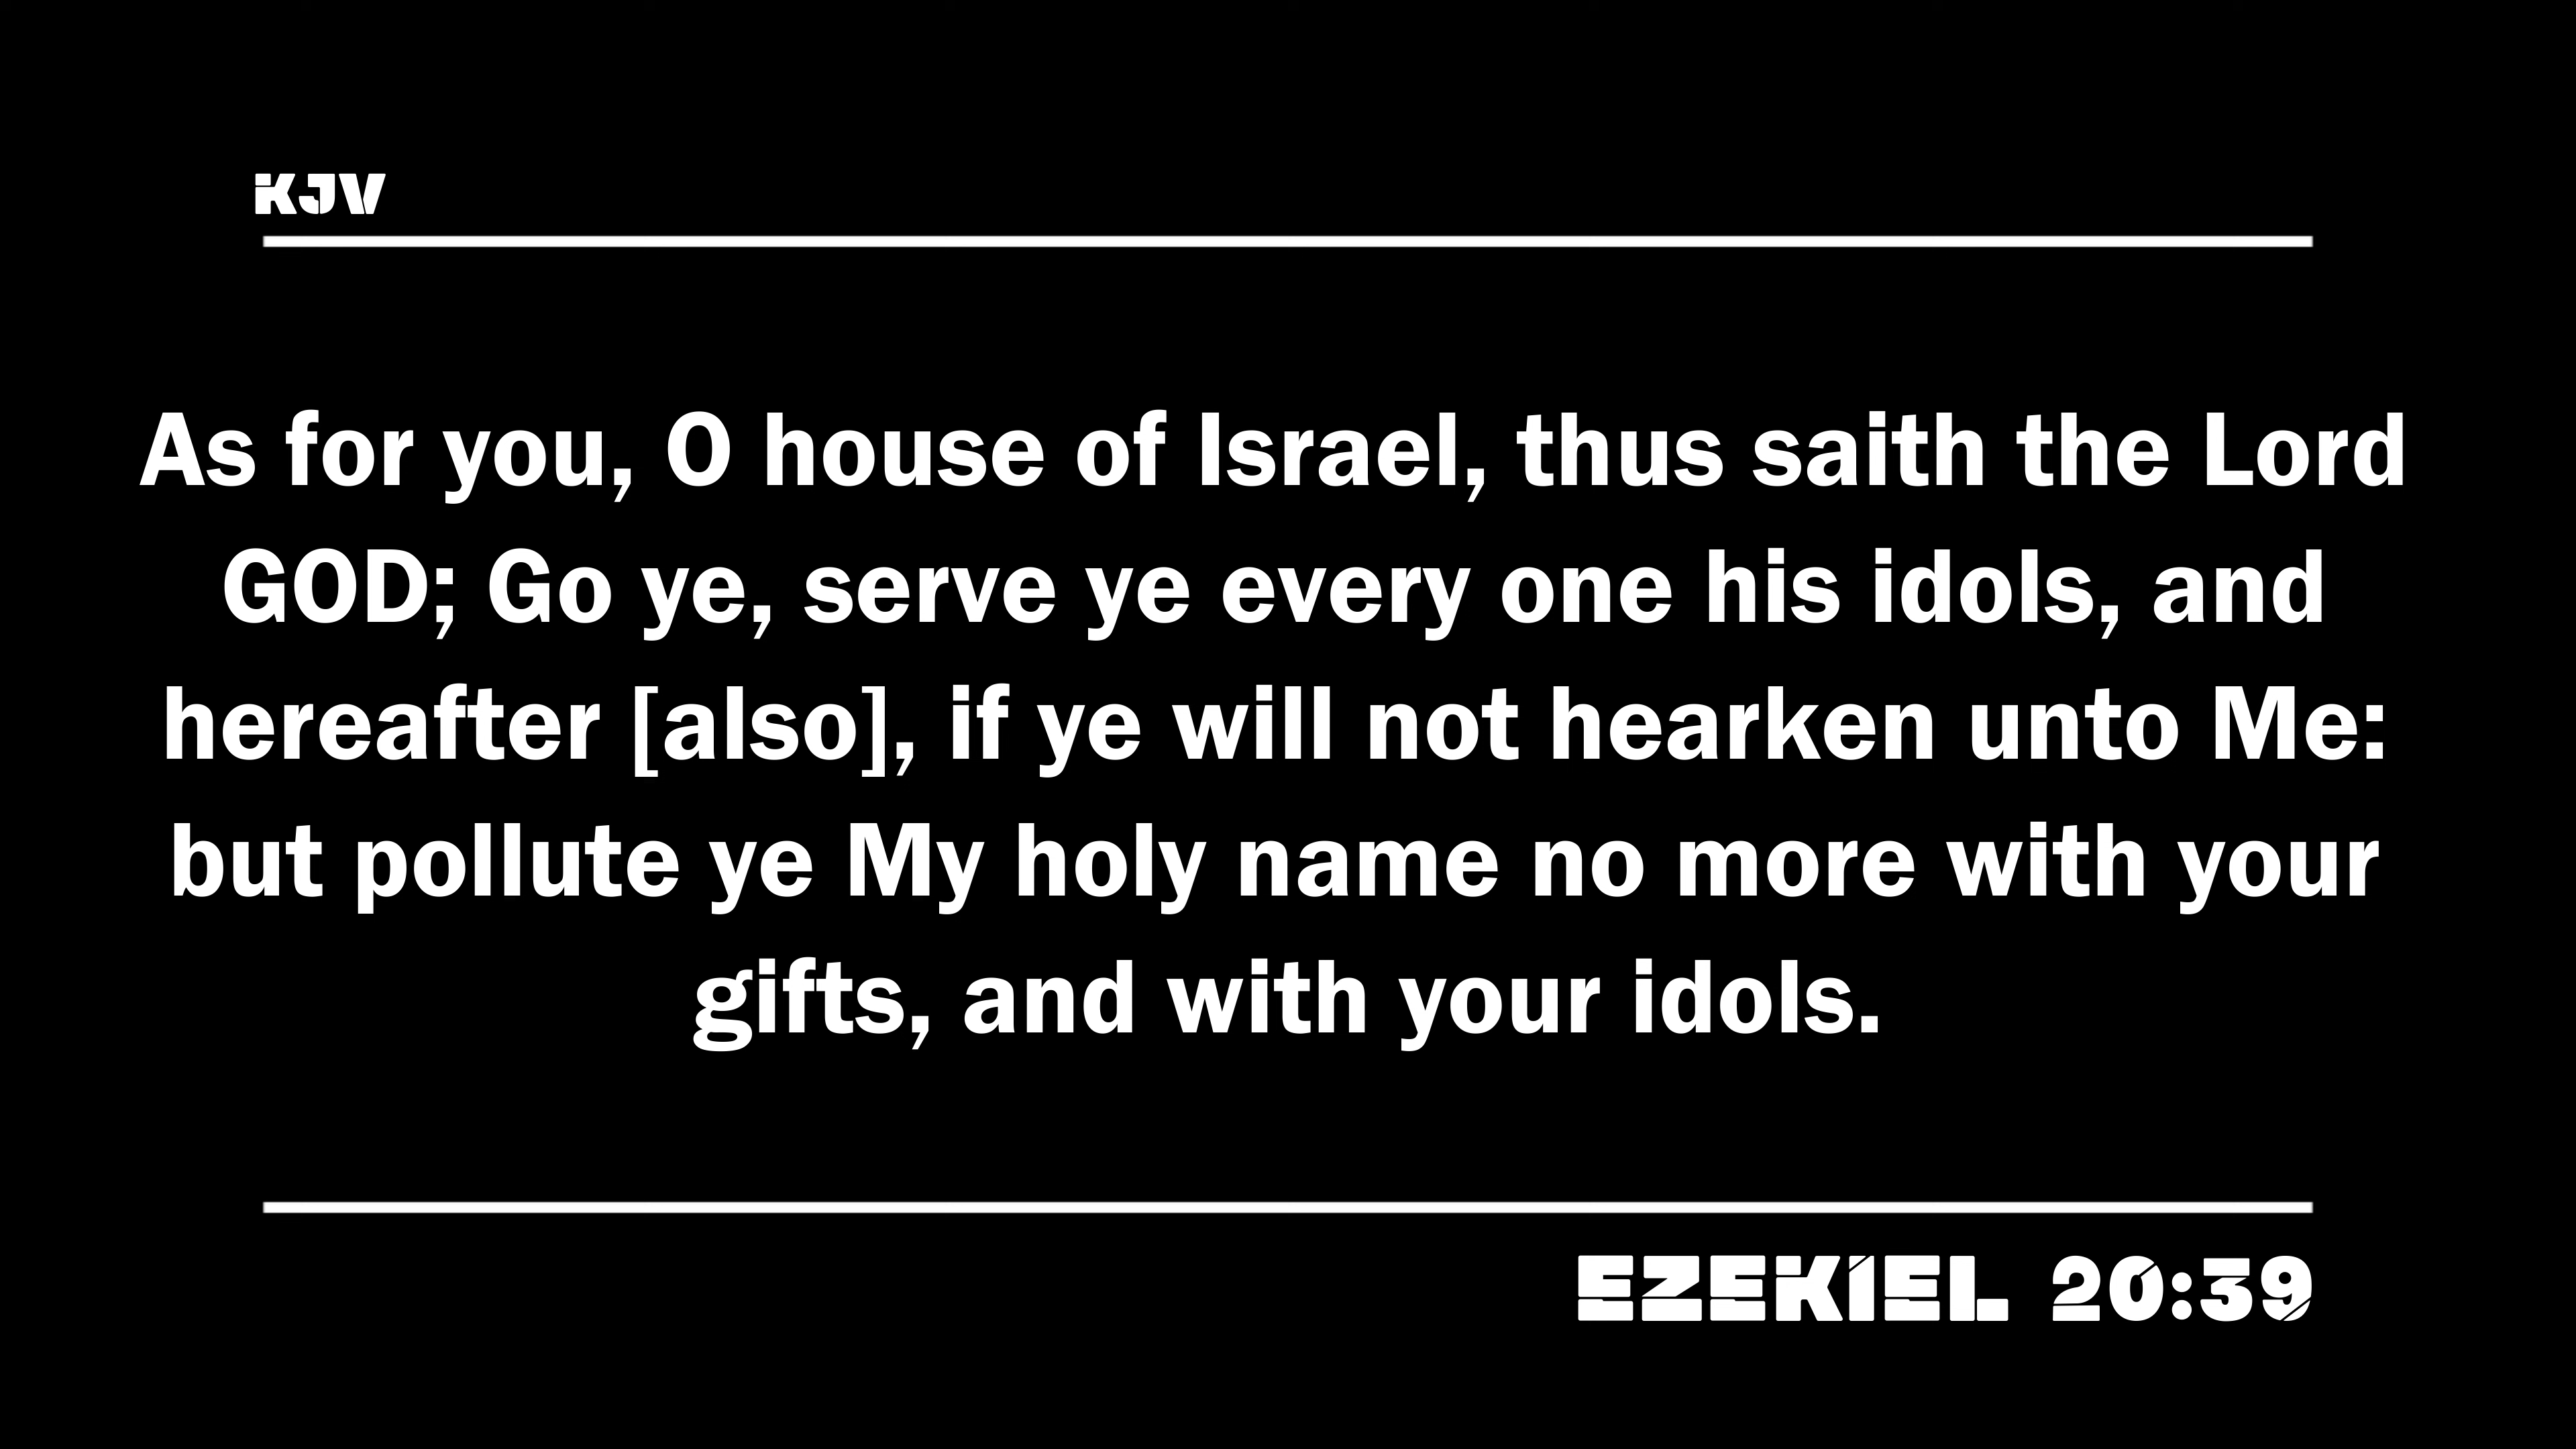 KJV
As for you, O house of Israel, thus saith the Lord
GOD; Go ye, serve ye every one his idols, and
hereafter [also], if ye will not hearken unto Me:
but pollute ye My holy name no more with your
gifts, and with your idols.
EZEKIEL 20:39